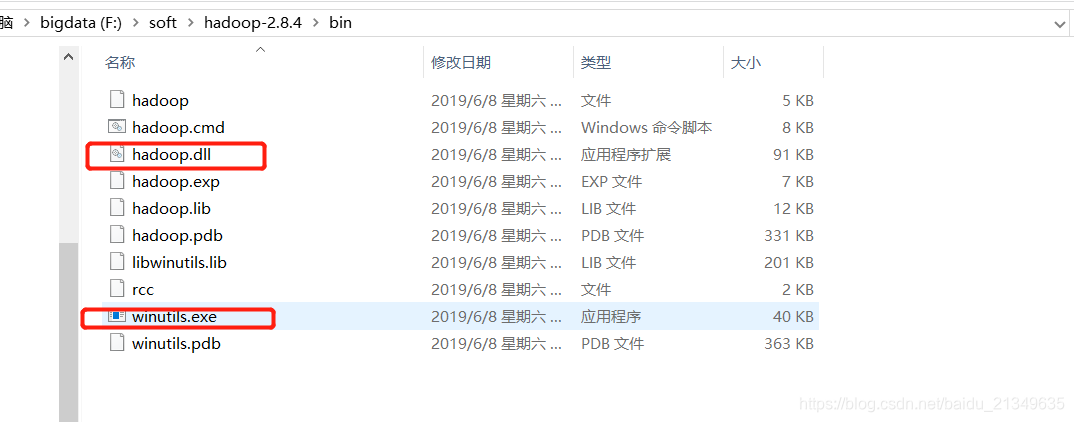 脑 › bigdata (F:) › soft › hadoop-2.8.4 › bin
名称 修改日期 类型 大小
hadoop 2019/6/8 星期六 ... 文件 5 KB
hadoop.cmd 2019/6/8 星期六 ... Windows 命令脚本 8 KB
hadoop.dll 2019/6/8 星期六 ... 应用程序扩展 91 KB
hadoop.exp 2019/6/8 星期六 ... EXP 文件 7 KB
hadoop.lib 2019/6/8 星期六 ... LIB 文件 12 KB
hadoop.pdb 2019/6/8 星期六 ... PDB 文件 331 KB
libwinutils.lib 2019/6/8 星期六 ... LIB 文件 201 KB
rcc 2019/6/8 星期六 ... 文件 2 KB
winutils.exe 2019/6/8 星期六 ... 应用程序 40 KB
winutils.pdb 2019/6/8 星期六 ... PDB 文件 363 KB
https://blog.csdn.net/baidu_21349635